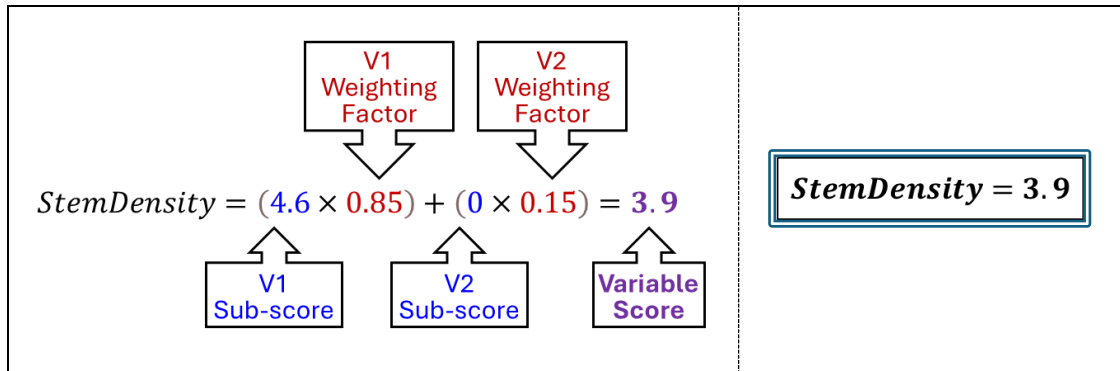 V1
Weighting
Factor
V2
Weighting
Factor
StemDensity = (4.6 × 0.85) + (0 × 0.15) = 3.9
V1
Sub-score
V2
Sub-score
Variable
Score
StemDensity = 3.9